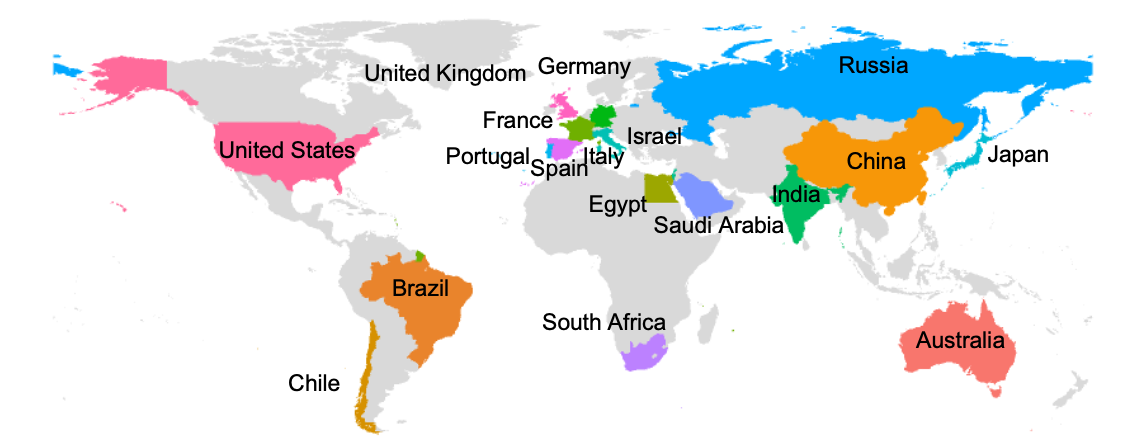 United Kingdom
Germany
Russia
France
Israel
United States
Portugal
Spain
Italy
China
Japan
Egypt
India
Saudi Arabia
Brazil
South Africa
Australia
Chile